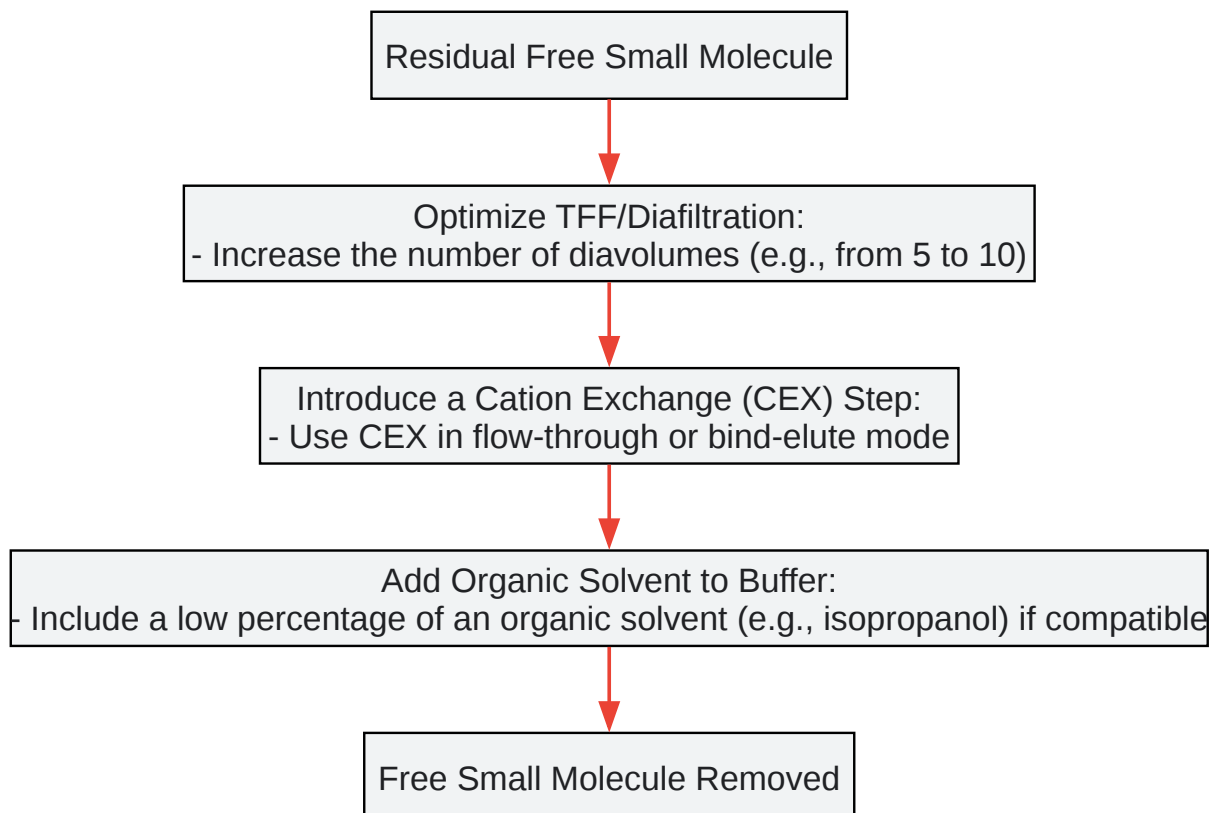 Residual Free Small Molecule
Optimize TFF/Diafiltration:
- Increase the number of diavolumes (e.g., from 5 to 10)
Introduce a Cation Exchange (CEX) Step:
- Use CEX in flow-through or bind-elute mode
Add Organic Solvent to Buffer:
- Include a low percentage of an organic solvent (e.g., isopropanol) if compatible
Free Small Molecule Removed